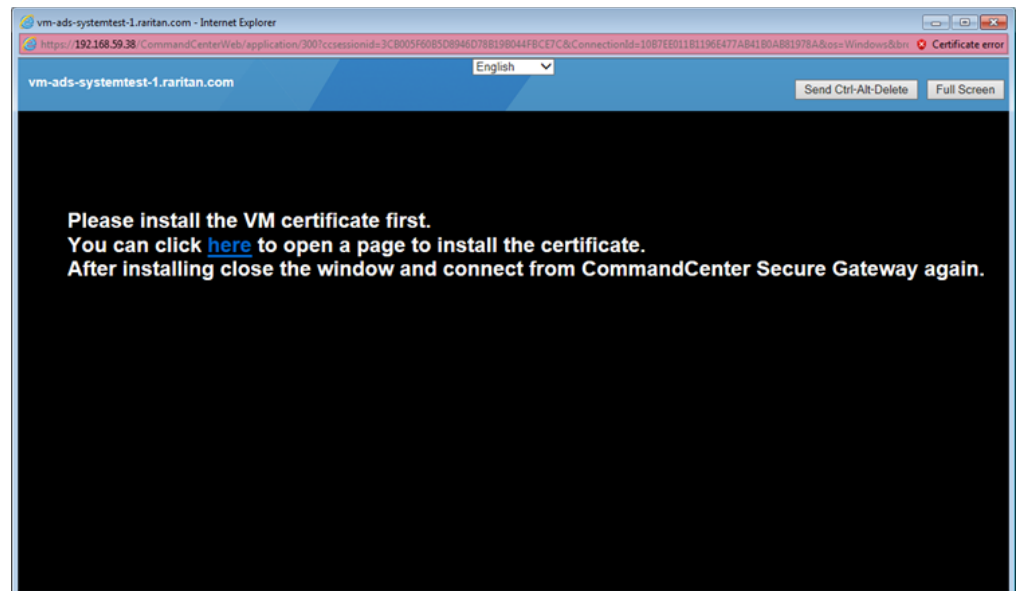 vm-ads-systemtest-1.raritan.com - Internet Explorer
https://192.168.59.38/CommandCenterWeb/application/300?ccsessionid=3CB005F60B5D8946D78B19B044FBCE7C&ConnectionId=10B7EE011B1196E477AB41B0AB81978A&os=Windows&bro Certificate error
English
vm-ads-systemtest-1.raritan.com
Send Ctrl-Alt-Delete Full Screen
Please install the VM certificate first.
You can click here to open a page to install the certificate.
After installing close the window and connect from CommandCenter Secure Gateway again.